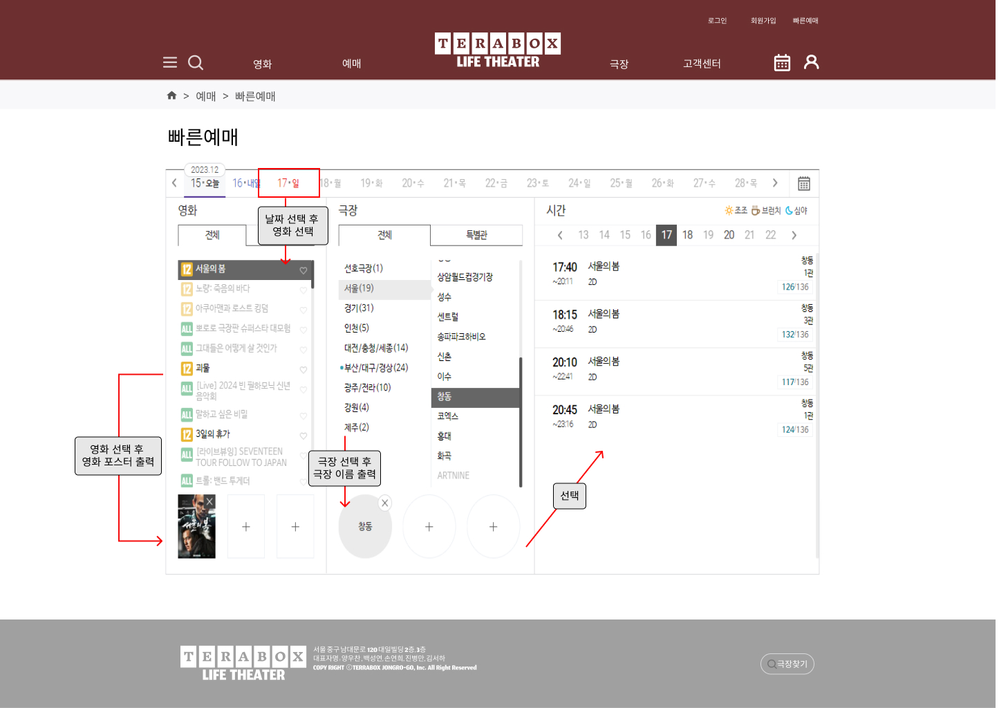 로그인 회원가입 빠른예매
TERABOX
LIFE THEATER
영화 예매 극장 고객센터
> 예매 > 빠른예매
빠른예매
2023.12
15•오늘 16•내일 17•일 18•월 19•화 20•수 21•목 22•금 23•토 24•일 25•월 26•화 27•수 28•목
영화
전체
날짜 선택 후
영화 선택
12 서울의 봄
12 노량: 죽음의 바다
12 아쿠아맨과 로스트 킹덤
ALL 뽀로로 극장판 슈퍼스타 대모험
ALL 그대들은 어떻게 살 것인가
12 괴물
ALL [Live] 2024 빈 필하모닉 신년
음악회
ALL 말하고 싶은 비밀
12 3일의 휴가
ALL [라이브뷰잉] SEVENTEEN
TOUR FOLLOW TO JAPAN
ALL 트롤: 밴드 투게더
영화 선택 후
영화 포스터 출력
X
서울의봄
+ +
극장
전체 특별관
선호극장(1)
서울(19)
경기(31)
인천(5)
대전/충청/세종(14)
부산/대구/경상(24)
광주/전라(10)
강원(4)
제주(2)
상암월드컵경기장
성수
센트럴
송파파크하비오
신촌
이수
창동
코엑스
홍대
화곡
ARTNINE
극장 선택 후
극장 이름 출력
창동 X
+ +
시간
조조 브런치 심야
13 14 15 16 17 18 19 20 21 22
17:40 서울의 봄 창동
~20:11 2D 1관
126/136
18:15 서울의 봄 창동
~20:46 2D 3관
132/136
20:10 서울의 봄 창동
~22:41 2D 5관
117/136
20:45 서울의 봄 창동
~23:16 2D 1관
124/136
선택
TERABOX
LIFE THEATER
서울 중구 남대문로 120 대일빌딩 2층, 3층
대표자명: 양우찬, 백성연, 손연희, 진병만, 김서하
COPY RIGHT ⓒTERRABOX JONGRO-GO, Inc. All Right Reserved
극장찾기